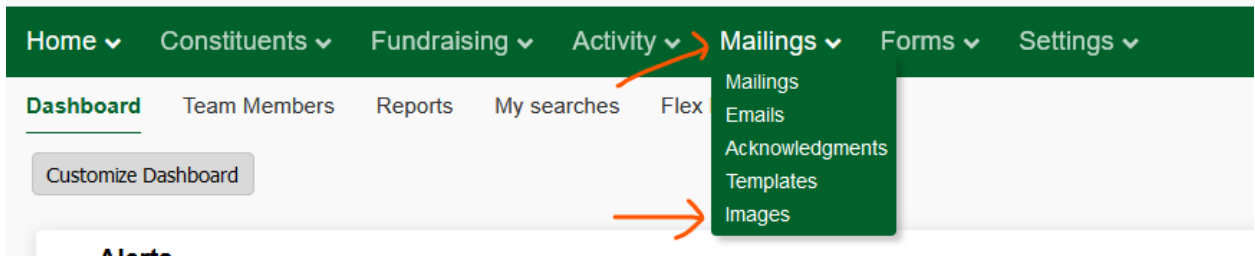 Home Constituents Fundraising Activity Mailings Forms Settings
Dashboard Team Members Reports My searches Flex
Mailings
Emails
Acknowledgments
Templates
Images
Customize Dashboard
Alerts